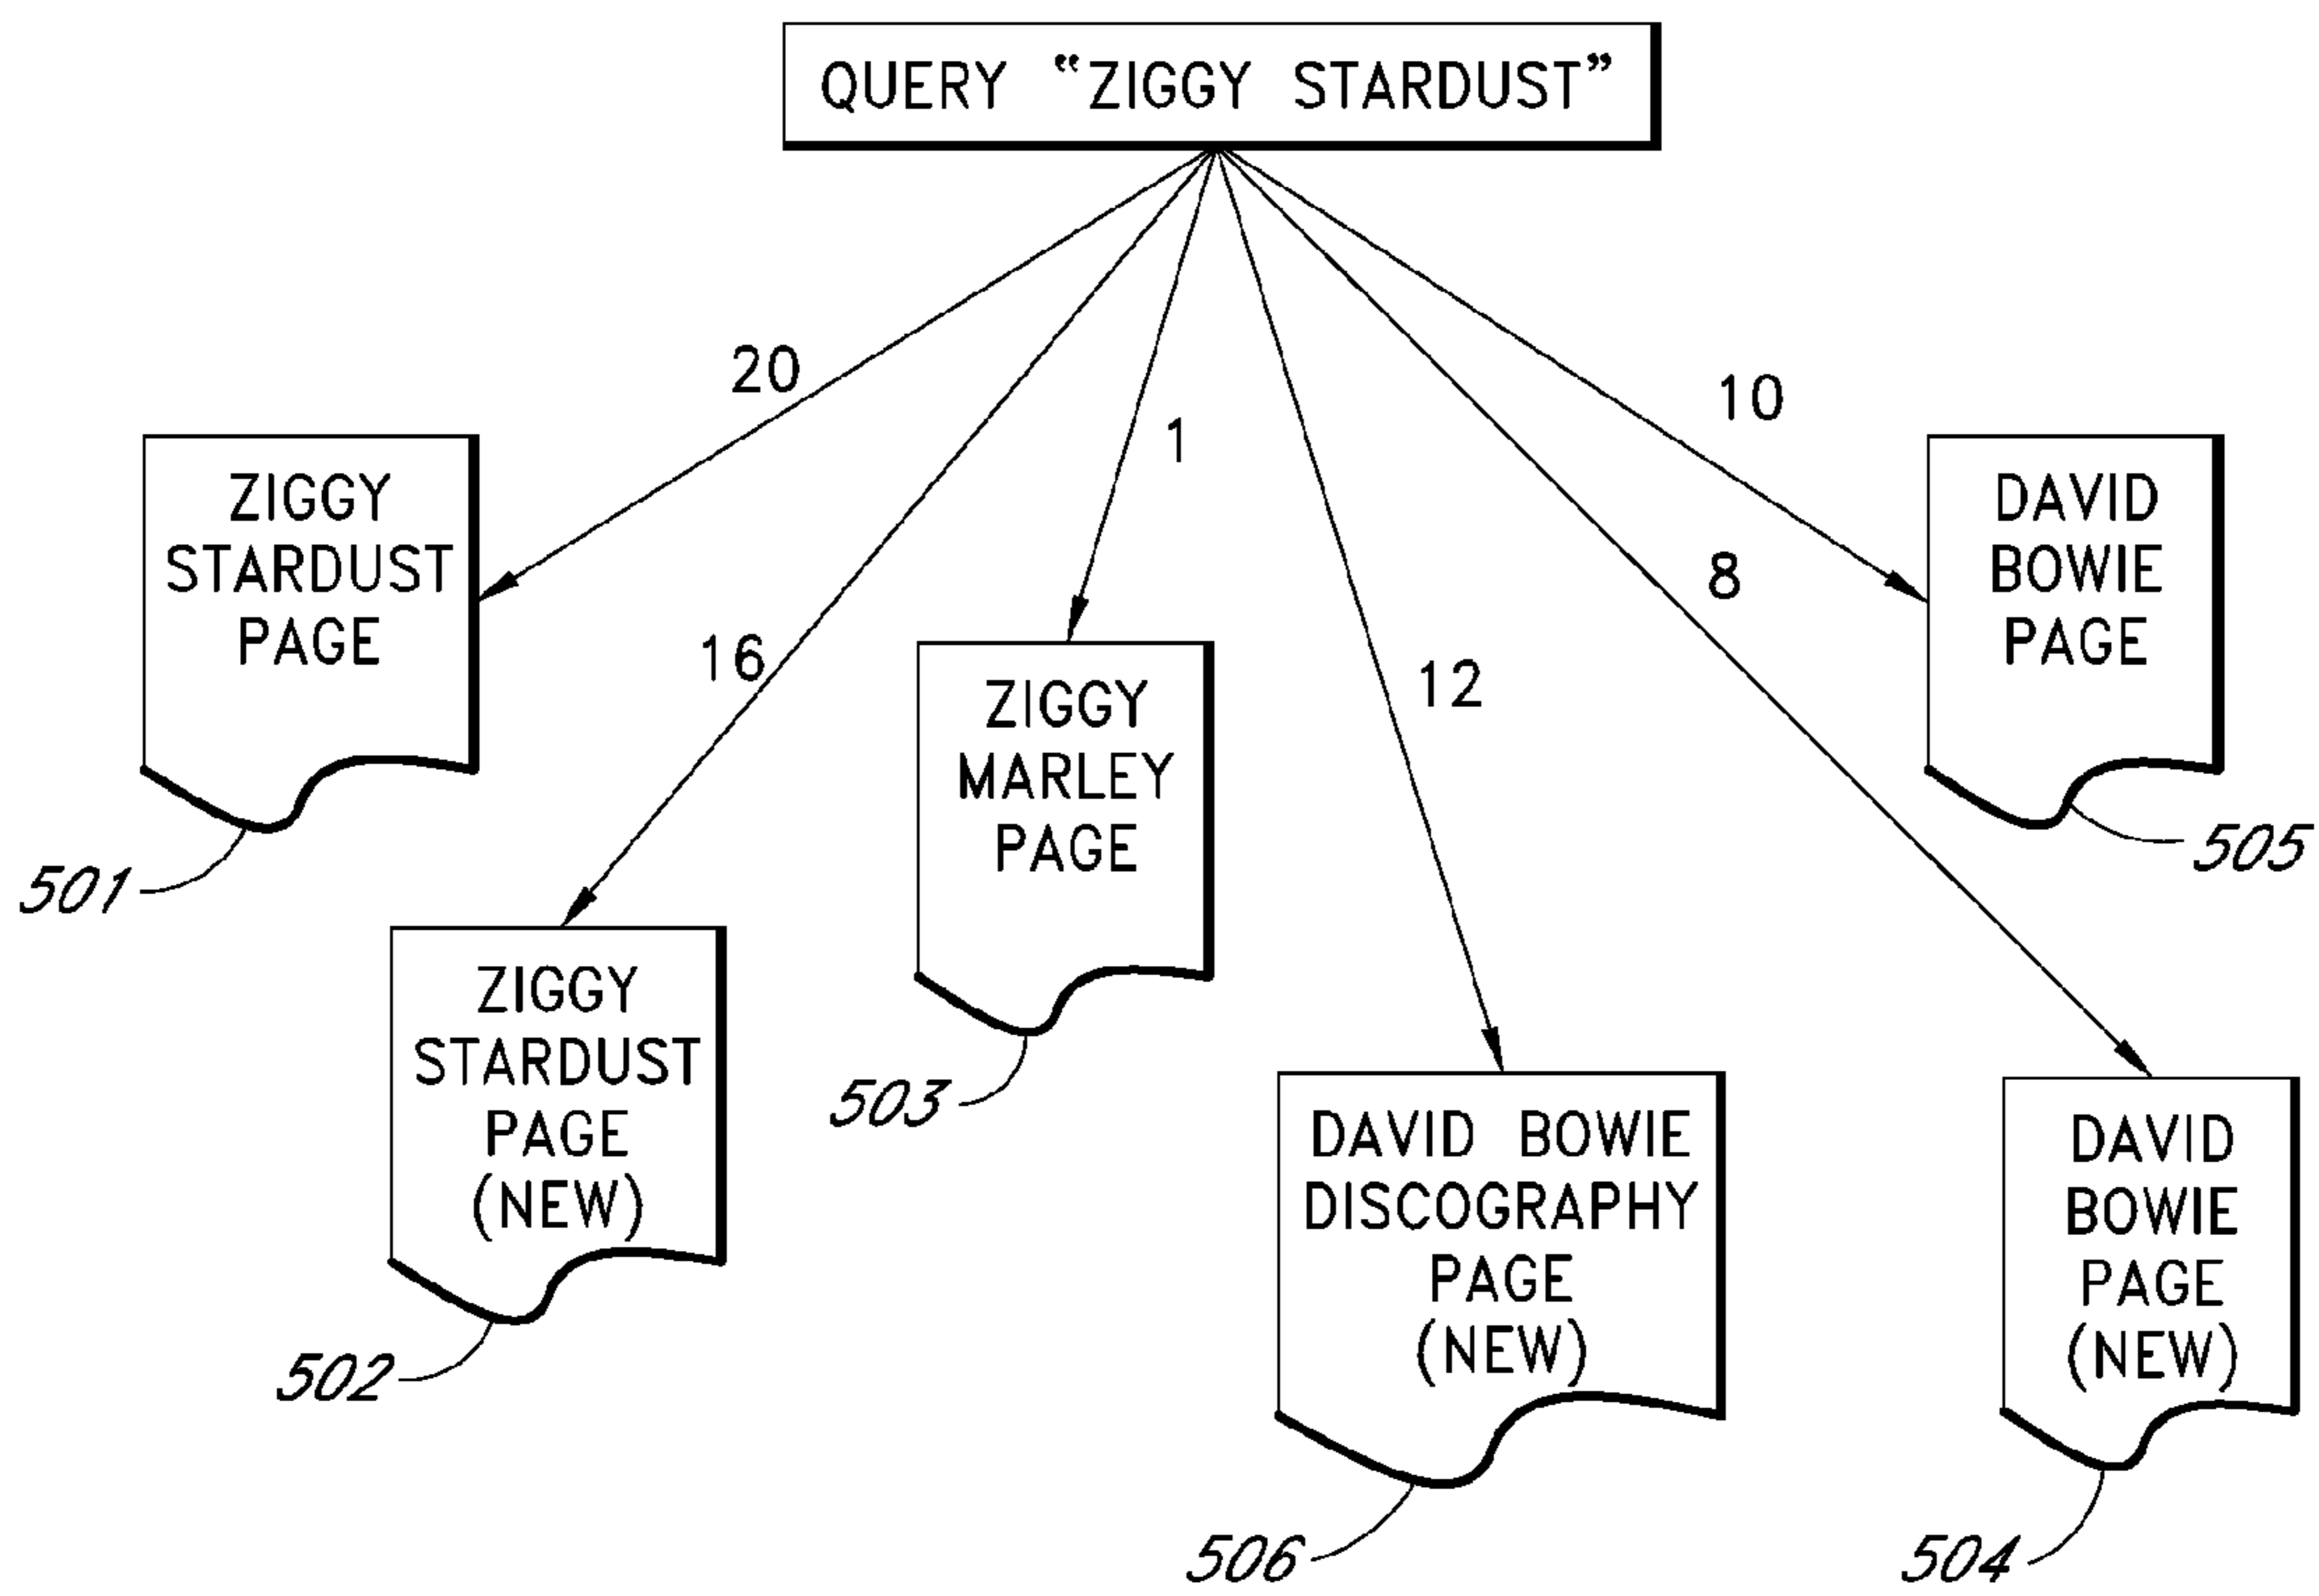 QUERY “ZIGGY STARDUST”
20
1
10
8
16
12
ZIGGY
STARDUST
PAGE
501
ZIGGY
STARDUST
PAGE
(NEW)
502
ZIGGY
MARLEY
PAGE
503
DAVID BOWIE
DISCOGRAPHY
PAGE
(NEW)
506
DAVID
BOWIE
PAGE
505
DAVID
BOWIE
PAGE
(NEW)
504